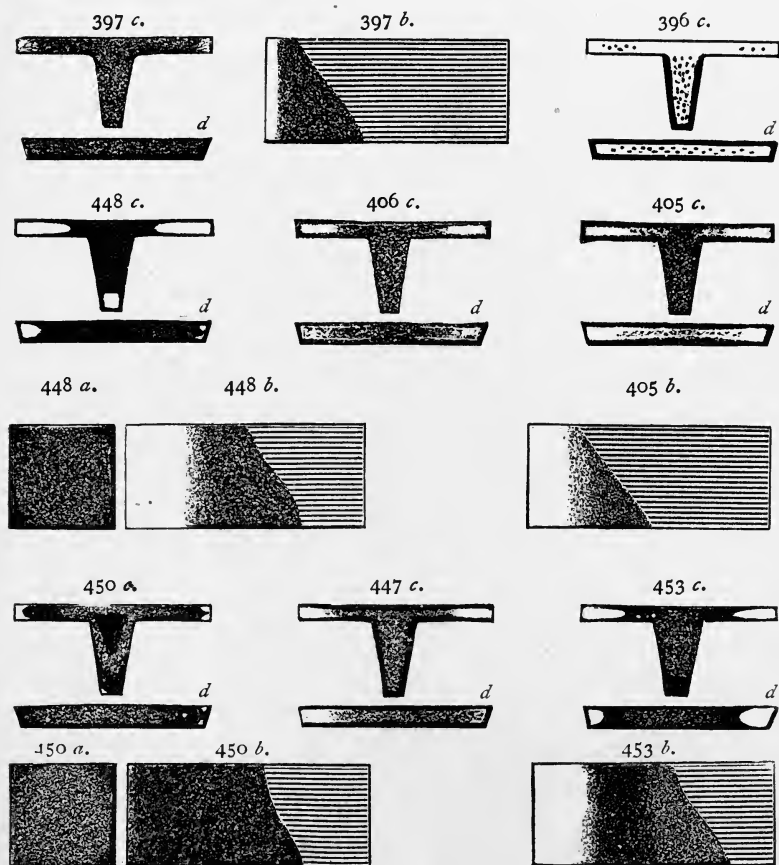 397 c. 397 b. 396 c.
d d
448 c. 406 c. 405 c.
d d d
448 a. 448 b. 405 b.
450 c. 447 c. 453 c.
d d d
450 a. 450 b. 453 b.